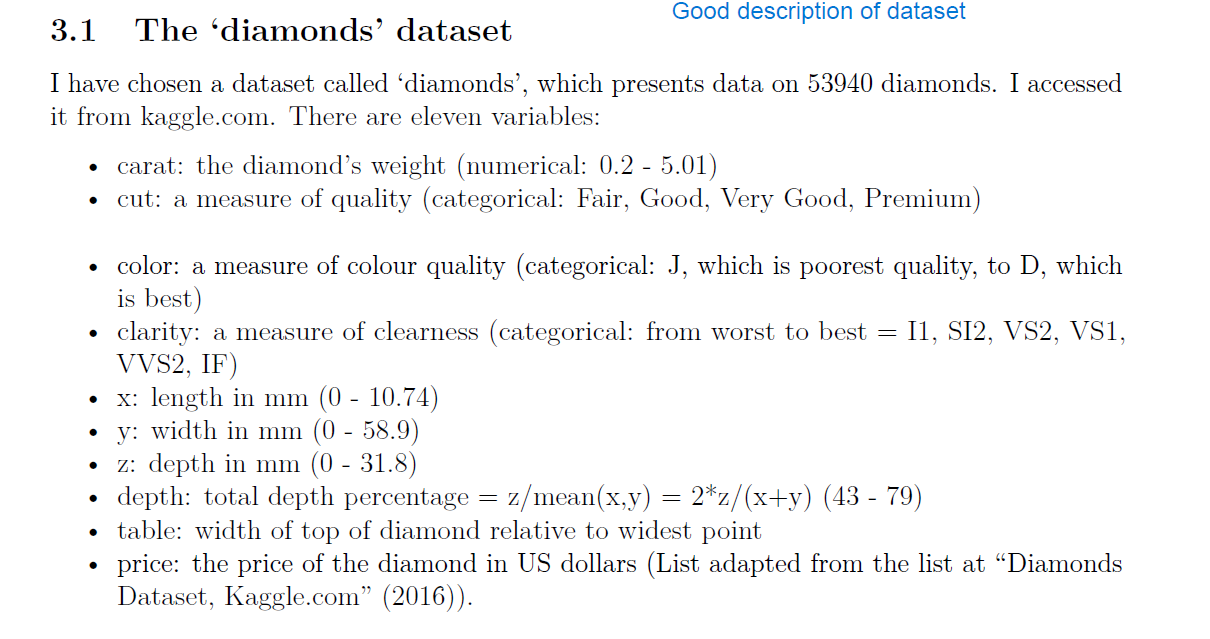 Good description of dataset
3.1 The ‘diamonds’ dataset
I have chosen a dataset called ‘diamonds’, which presents data on 53940 diamonds. I accessed
it from kaggle.com. There are eleven variables:
• carat: the diamond’s weight (numerical: 0.2 - 5.01)
• cut: a measure of quality (categorical: Fair, Good, Very Good, Premium)
• color: a measure of colour quality (categorical: J, which is poorest quality, to D, which
is best)
• clarity: a measure of clearness (categorical: from worst to best = I1, SI2, VS2, VS1,
VVS2, IF)
• x: length in mm (0 - 10.74)
• y: width in mm (0 - 58.9)
• z: depth in mm (0 - 31.8)
• depth: total depth percentage = z/mean(x,y) = 2*z/(x+y) (43 - 79)
• table: width of top of diamond relative to widest point
• price: the price of the diamond in US dollars (List adapted from the list at “Diamonds
Dataset, Kaggle.com” (2016)).